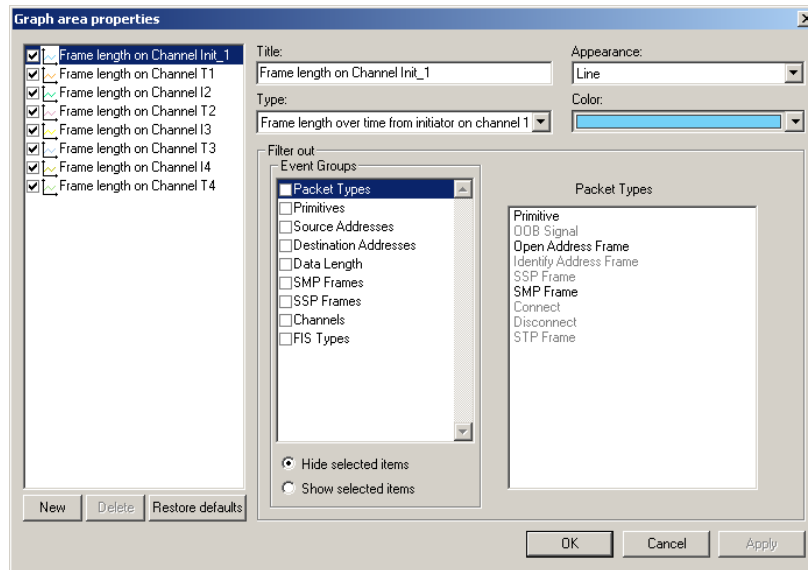 Graph area properties
Frame length on Channel Init_1
Frame length on Channel T1
Frame length on Channel I2
Frame length on Channel T2
Frame length on Channel I3
Frame length on Channel T3
Frame length on Channel I4
Frame length on Channel T4
New
Delete
Restore defaults
Title:
Frame length on Channel Init_1
Appearance:
Line
Type:
Frame length over time from initiator on channel 1
Color:
Filter out
Event Groups
Packet Types
Primitives
Source Addresses
Destination Addresses
Data Length
SMP Frames
SSP Frames
Channels
FIS Types
Hide selected items
Show selected items
Packet Types
Primitive
OOB Signal
Open Address Frame
Identify Address Frame
SSP Frame
SMP Frame
Connect
Disconnect
STP Frame
OK
Cancel
Apply